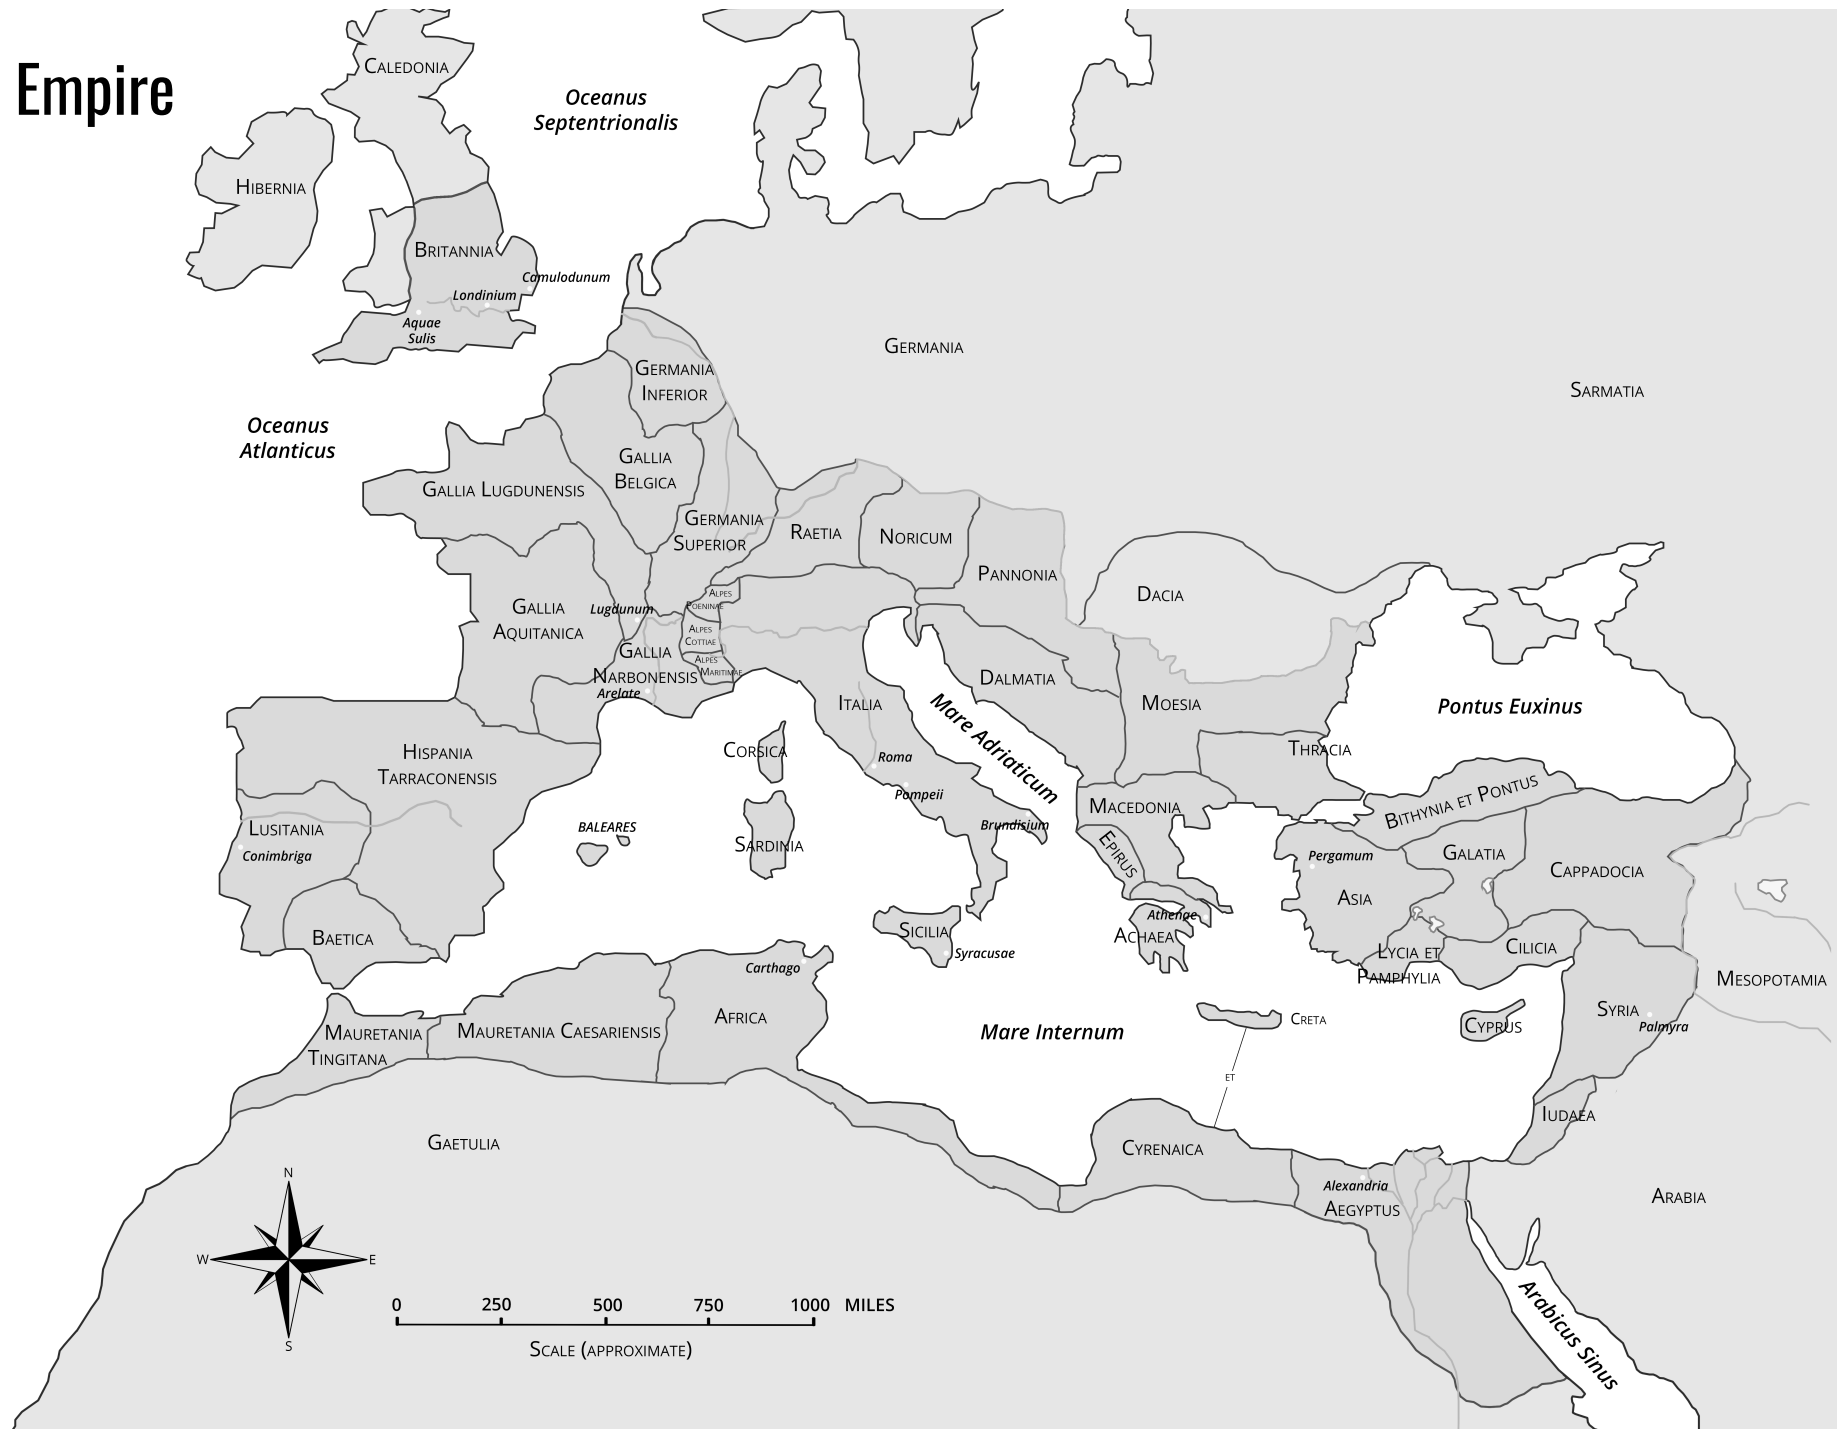 Empire
CALEDONIA
Oceanus
Septentrionalis
HIBERNIA
BRITANNIA
Camulodunum
Londinium
Aquae
Sulis
GERMANIA
SARMATIA
GERMANIA
INFERIOR
Oceanus
Atlanticus
GALLIA
BELGICA
GALLIA LUGDUNENSIS
GERMANIA
SUPERIOR
RAETIA
NORICUM
PANNONIA
DACIA
ALPES
POENINAE
GALLIA
AQUITANICA
Lugdunum
ALPES
COTTIAE
GALLIA
NARBONENSIS
ALPES
MARITIMAE
Arelate
DALMATIA
ITALIA
Mare Adriaticum
MOESIA
Pontus Euxinus
HISPANIA
TARRACONENSIS
CORSICA
Roma
THRACIA
Pompeii
MACEDONIA
BITHYNIA ET PONTUS
LUSITANIA
BALEARES
Brundisium
SARDINIA
EPIRUS
Conimbriga
Pergamum
GALATIA
CAPPADOCIA
ASIA
BAETICA
SICILIA
Athenae
ACHAEA
Syracusae
LYCIA ET
PAMPHYLIA
CILICIA
Carthago
MESOPOTAMIA
MAURETANIA
TINGITANA
MAURETANIA CAESARIENSIS
AFRICA
Mare Internum
CRETA
CYPRUS
SYRIA
Palmyra
ET
IUDAEA
GAETULIA
CYRENAICA
Alexandria
AEGYPTUS
ARABIA
N
W
E
S
0 250 500 750 1000 MILES
SCALE (APPROXIMATE)
Arabicus Sinus